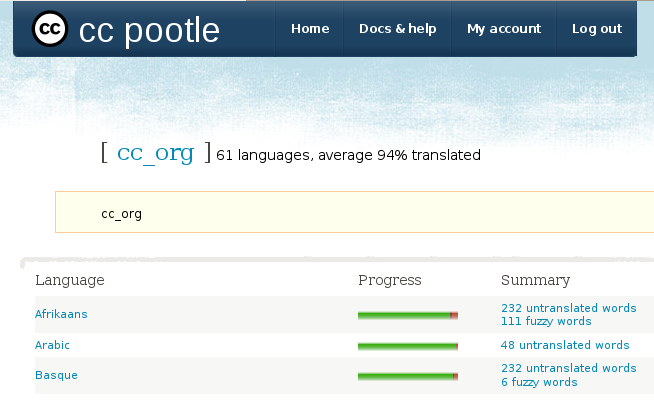 cc cc pootle Home Docs & help My account Log out
[ cc_org ] 61 languages, average 94% translated
cc_org
Language Progress Summary
Afrikaans 232 untranslated words
111 fuzzy words
Arabic 48 untranslated words
Basque 232 untranslated words
6 fuzzy words